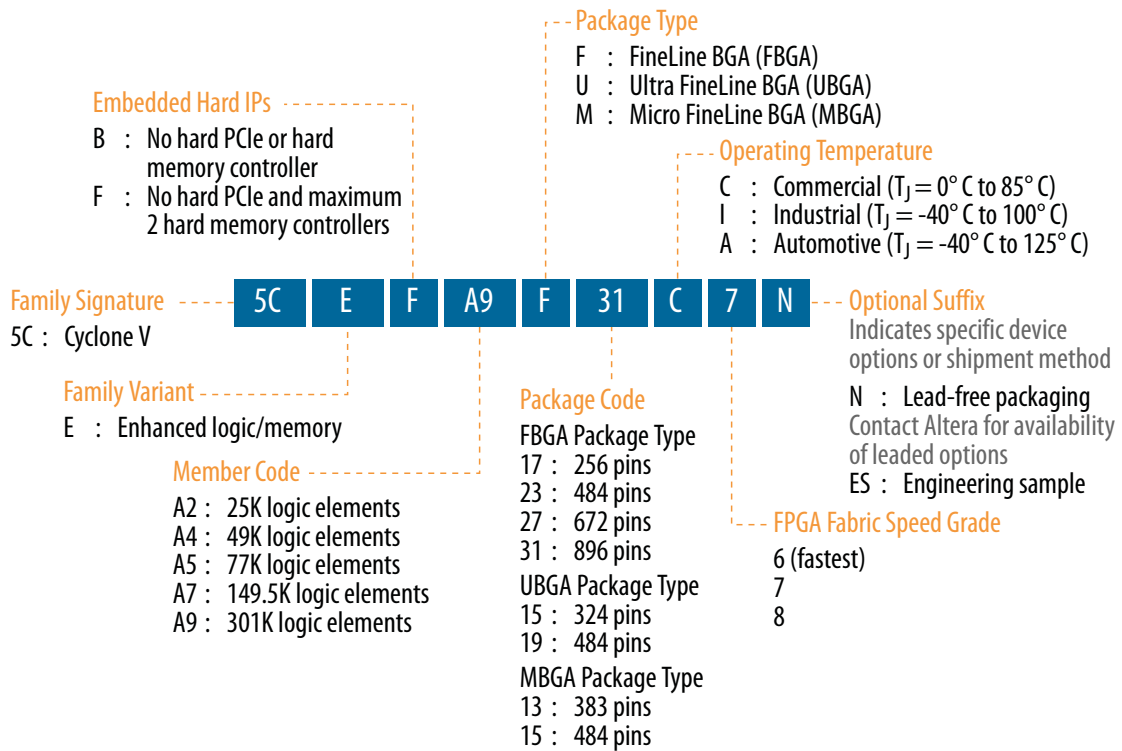 Package Type
F : FineLine BGA (FBGA)
U : Ultra FineLine BGA (UBGA)
M : Micro FineLine BGA (MBGA)
Embedded Hard IPs
B : No hard PCIe or hard
memory controller
F : No hard PCIe and maximum
2 hard memory controllers
Operating Temperature
C : Commercial (TJ = 0° C to 85° C)
I : Industrial (TJ = -40° C to 100° C)
A : Automotive (TJ = -40° C to 125° C)
Family Signature
5C : Cyclone V
5C E F A9 F 31 C 7 N
Optional Suffix
Indicates specific device
options or shipment method
N : Lead-free packaging
Contact Altera for availability
of leaded options
ES : Engineering sample
Family Variant
E : Enhanced logic/memory
Member Code
A2 : 25K logic elements
A4 : 49K logic elements
A5 : 77K logic elements
A7 : 149.5K logic elements
A9 : 301K logic elements
Package Code
FBGA Package Type
17 : 256 pins
23 : 484 pins
27 : 672 pins
31 : 896 pins
UBGA Package Type
15 : 324 pins
19 : 484 pins
MBGA Package Type
13 : 383 pins
15 : 484 pins
FPGA Fabric Speed Grade
6 (fastest)
7
8